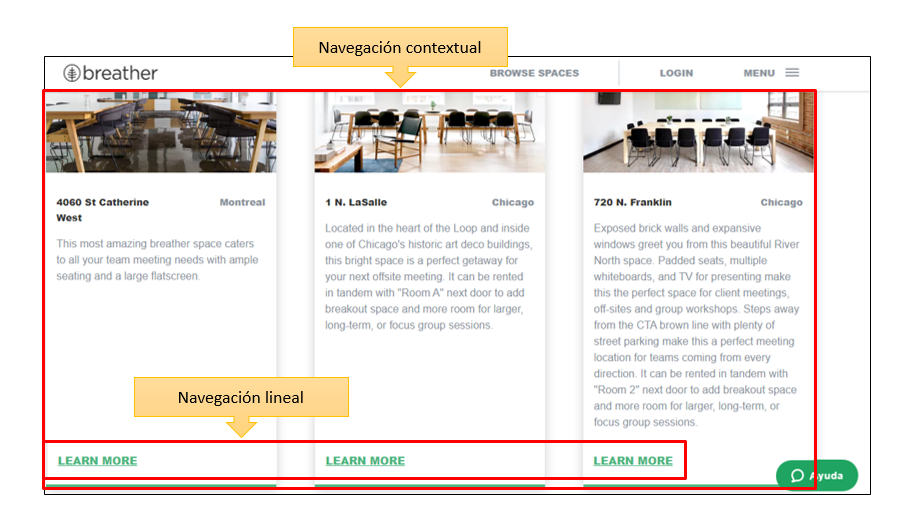 Navegación contextual
breather
BROWSE SPACES
LOGIN
MENU
4060 St Catherine
West
Montreal
This most amazing breather space caters
to all your team meeting needs with ample
seating and a large flatscreen.
1 N. LaSalle
Chicago
Located in the heart of the Loop and inside
one of Chicago's historic art deco buildings,
this bright space is a perfect getaway for
your next offsite meeting. It can be rented
in tandem with "Room A" next door to add
breakout space and more room for larger,
long-term, or focus group sessions.
720 N. Franklin
Chicago
Exposed brick walls and expansive
windows greet you from this beautiful River
North space. Padded seats, multiple
whiteboards, and TV for presenting make
this the perfect space for client meetings,
off-sites and group workshops. Steps away
from the CTA brown line with plenty of
street parking make this a perfect meeting
location for teams coming from every
direction. It can be rented in tandem with
"Room 2" next door to add breakout space
and more room for larger, long-term, or
focus group sessions.
Navegación lineal
LEARN MORE
LEARN MORE
LEARN MORE
Ayuda